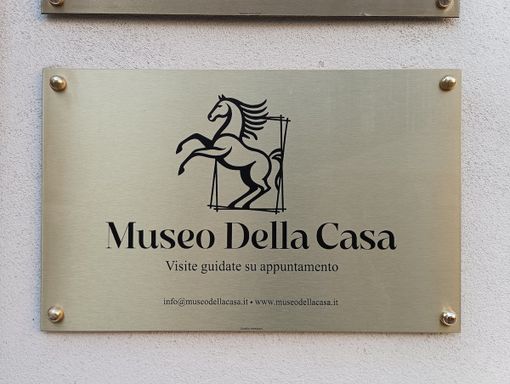 Museo Della Casa
Visite guidate su appuntamento
info@museodellacasa.it • www.museodellacasa.it